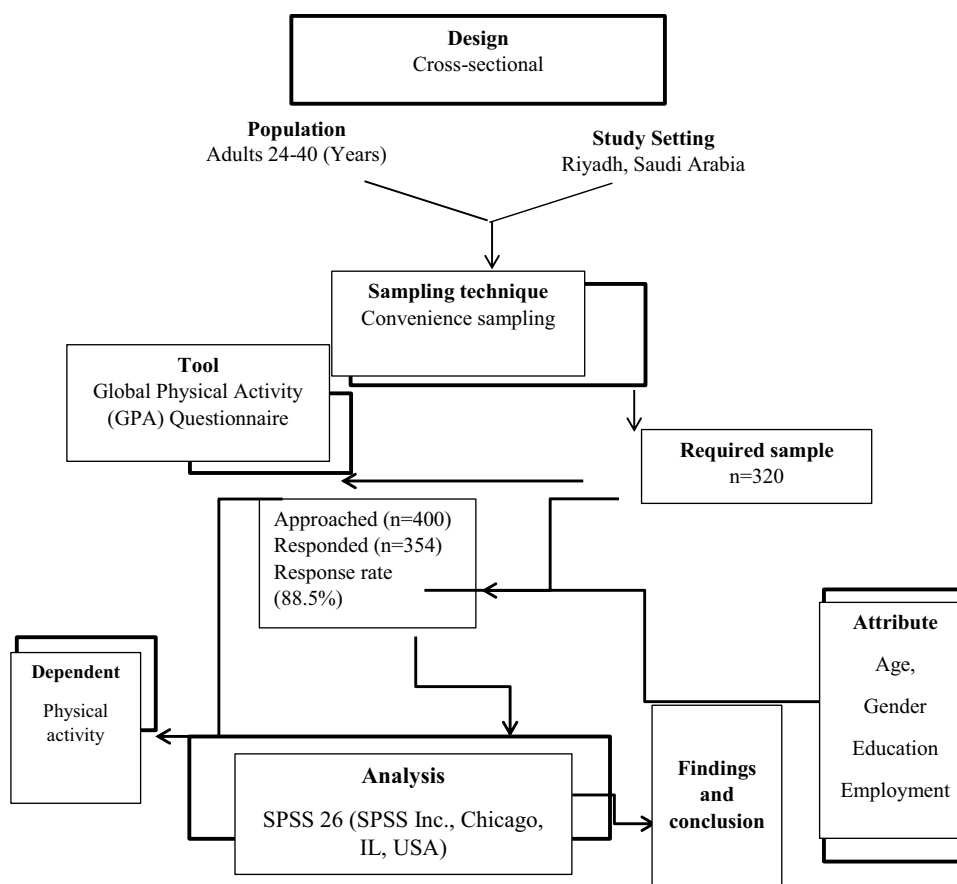 Design
Cross-sectional
Population
Adults 24-40 (Years)
Study Setting
Riyadh, Saudi Arabia
Sampling technique
Convenience sampling
Tool
Global Physical Activity
(GPA) Questionnaire
Required sample
n=320
Approached (n=400)
Responded (n=354)
Response rate
(88.5%)
Attribute
Age,
Gender
Education
Employment
Dependent
Physical
activity
Analysis
SPSS 26 (SPSS Inc., Chicago,
IL, USA)
Findings
and
conclusion